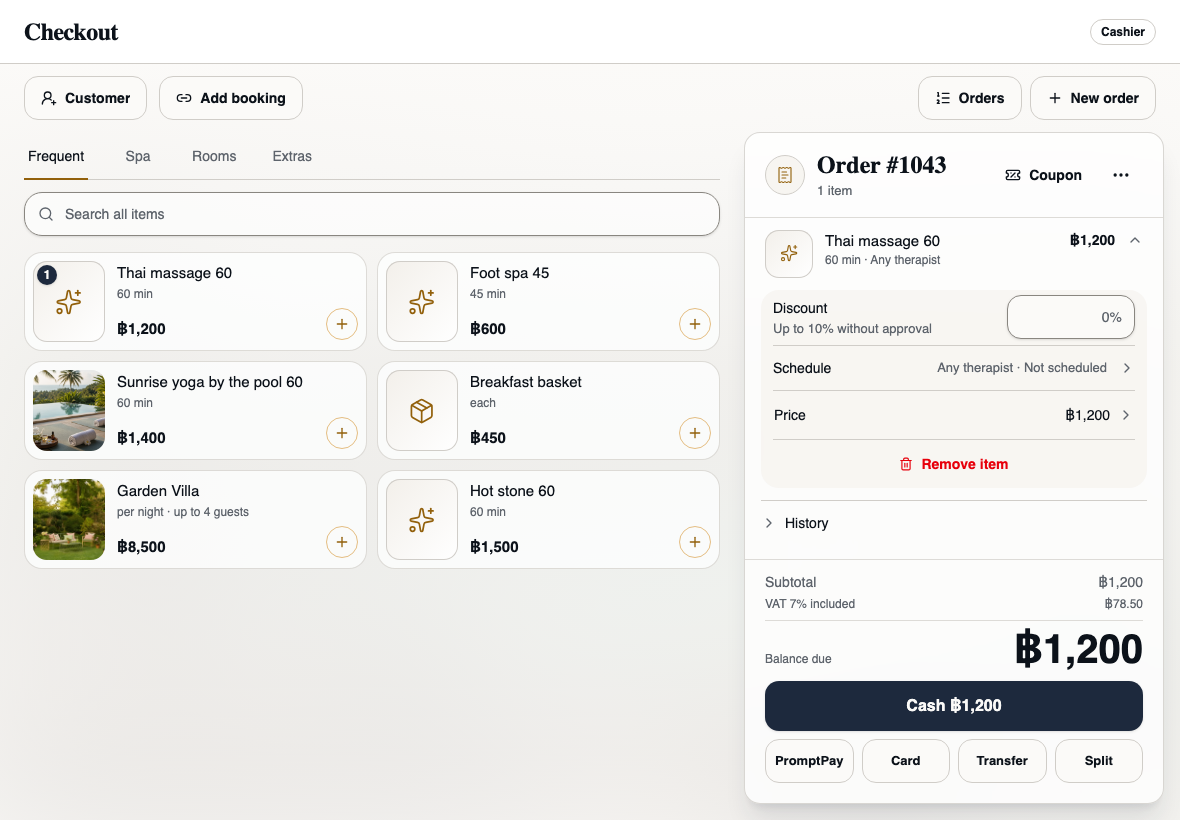 Checkout
Cashier
Customer
Add booking
Orders
New order
Frequent
Spa
Rooms
Extras
Search all items
1
Thai massage 60
60 min
฿1,200
Foot spa 45
45 min
฿600
Sunrise yoga by the pool 60
60 min
฿1,400
Breakfast basket
each
฿450
Garden Villa
per night · up to 4 guests
฿8,500
Hot stone 60
60 min
฿1,500
Order #1043
1 item
Coupon
Thai massage 60
฿1,200
60 min · Any therapist
Discount
Up to 10% without approval
0%
Schedule
Any therapist · Not scheduled
Price
฿1,200
Remove item
History
Subtotal
฿1,200
VAT 7% included
฿78.50
Balance due
฿1,200
Cash ฿1,200
PromptPay
Card
Transfer
Split